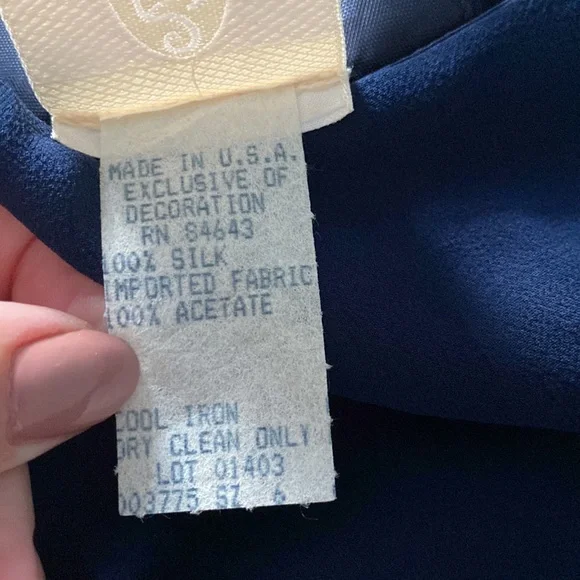 MADE IN U.S.A.
EXCLUSIVE OF
DECORATION
RN 84643
100% SILK
IMPORTED FABRIC
100% ACETATE
COOL IRON
DRY CLEAN ONLY
LOT 01403
003775 SZ 6